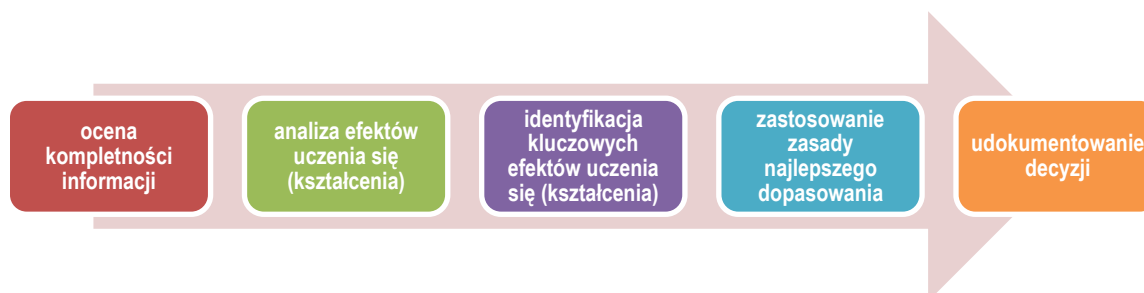 ocena
kompletności
informacji
analiza efektów
uczenia się
(kształcenia)
identyfikacja
kluczowych
efektów uczenia
się (kształcenia)
zastosowanie
zasady
najlepszego
dopasowania
udokumentowanie
decyzji